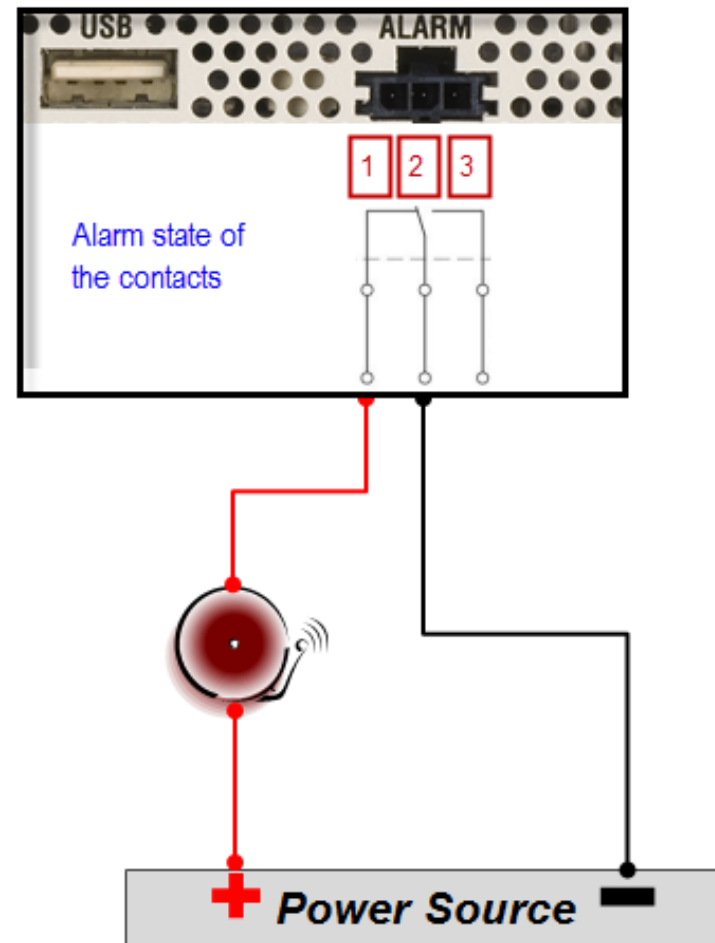 USB ALARM
1 2 3
Alarm state of
the contacts
+ Power Source -